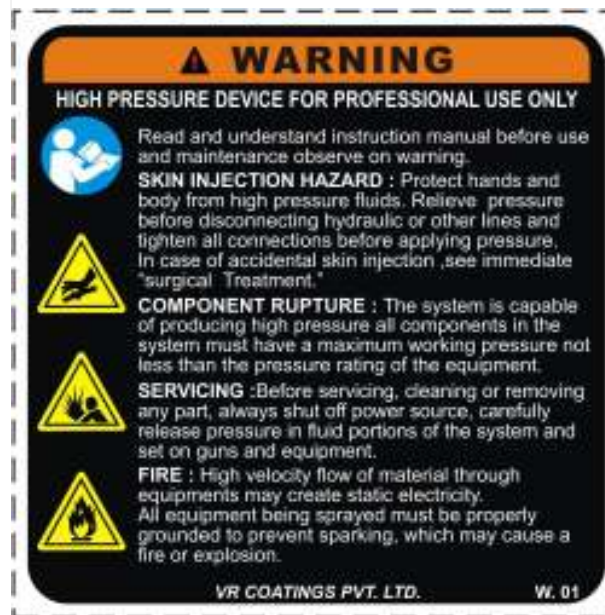 WARNING
HIGH PRESSURE DEVICE FOR PROFESSIONAL USE ONLY
Read and understand instruction manual before use
and maintenance observe on warning.
SKIN INJECTION HAZARD : Protect hands and
body from high pressure fluids. Relieve pressure
before disconnecting hydraulic or other lines and
tighten all connections before applying pressure.
In case of accidental skin injection ,see immediate
"surgical Treatment."
COMPONENT RUPTURE : The system is capable
of producing high pressure all components in the
system must have a maximum working pressure not
less than the pressure rating of the equipment.
SERVICING :Before servicing, cleaning or removing
any part, always shut off power source, carefully
release pressure in fluid portions of the system and
set on guns and equipment.
FIRE : High velocity flow of material through
equipments may create static electricity.
All equipment being sprayed must be properly
grounded to prevent sparking, which may cause a
fire or explosion.
VR COATINGS PVT. LTD. W. 01